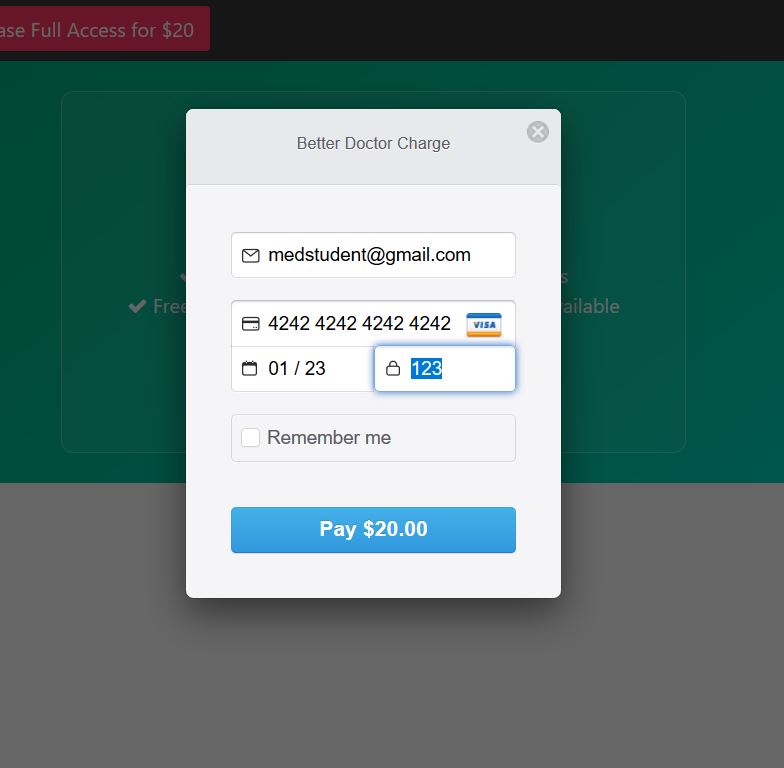 ase Full Access for $20
Better Doctor Charge
medstudent@gmail.com
s
Free
ailable
4242 4242 4242 4242 VISA
01 / 23 123
Remember me
Pay $20.00